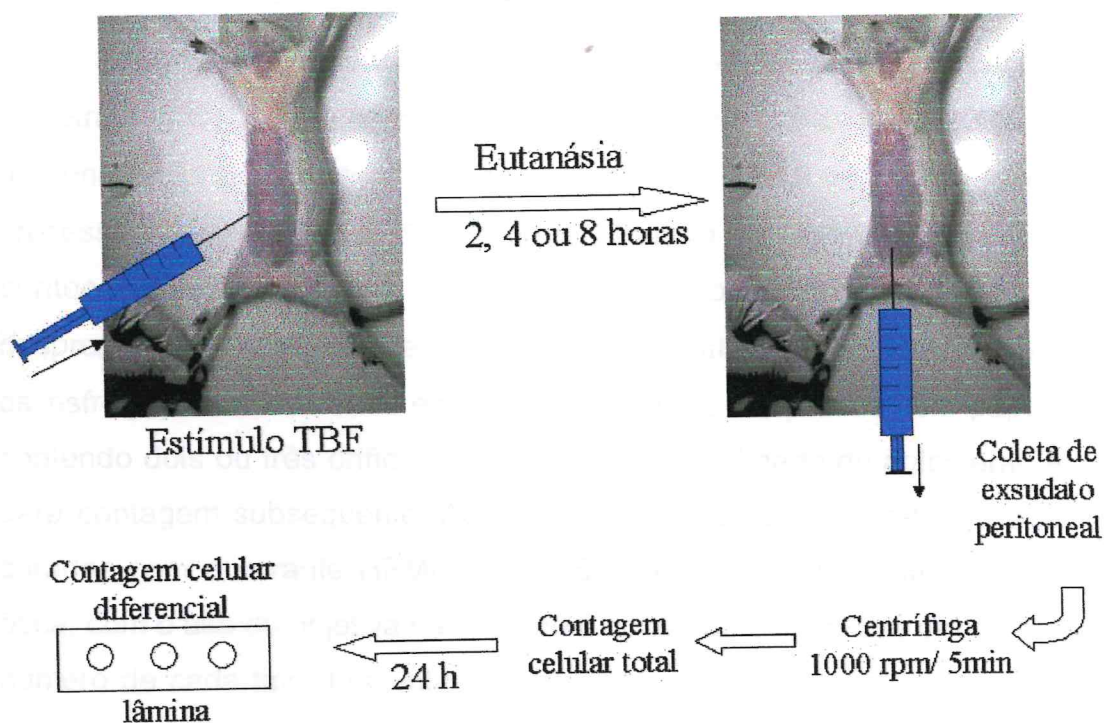 Eutanásia
2, 4 ou 8 horas
Estímulo TBF
Coleta de
exsudato
peritoneal
Centrífuga
1000 rpm/ 5min
Contagem
celular total
24 h
Contagem celular
diferencial
lâmina